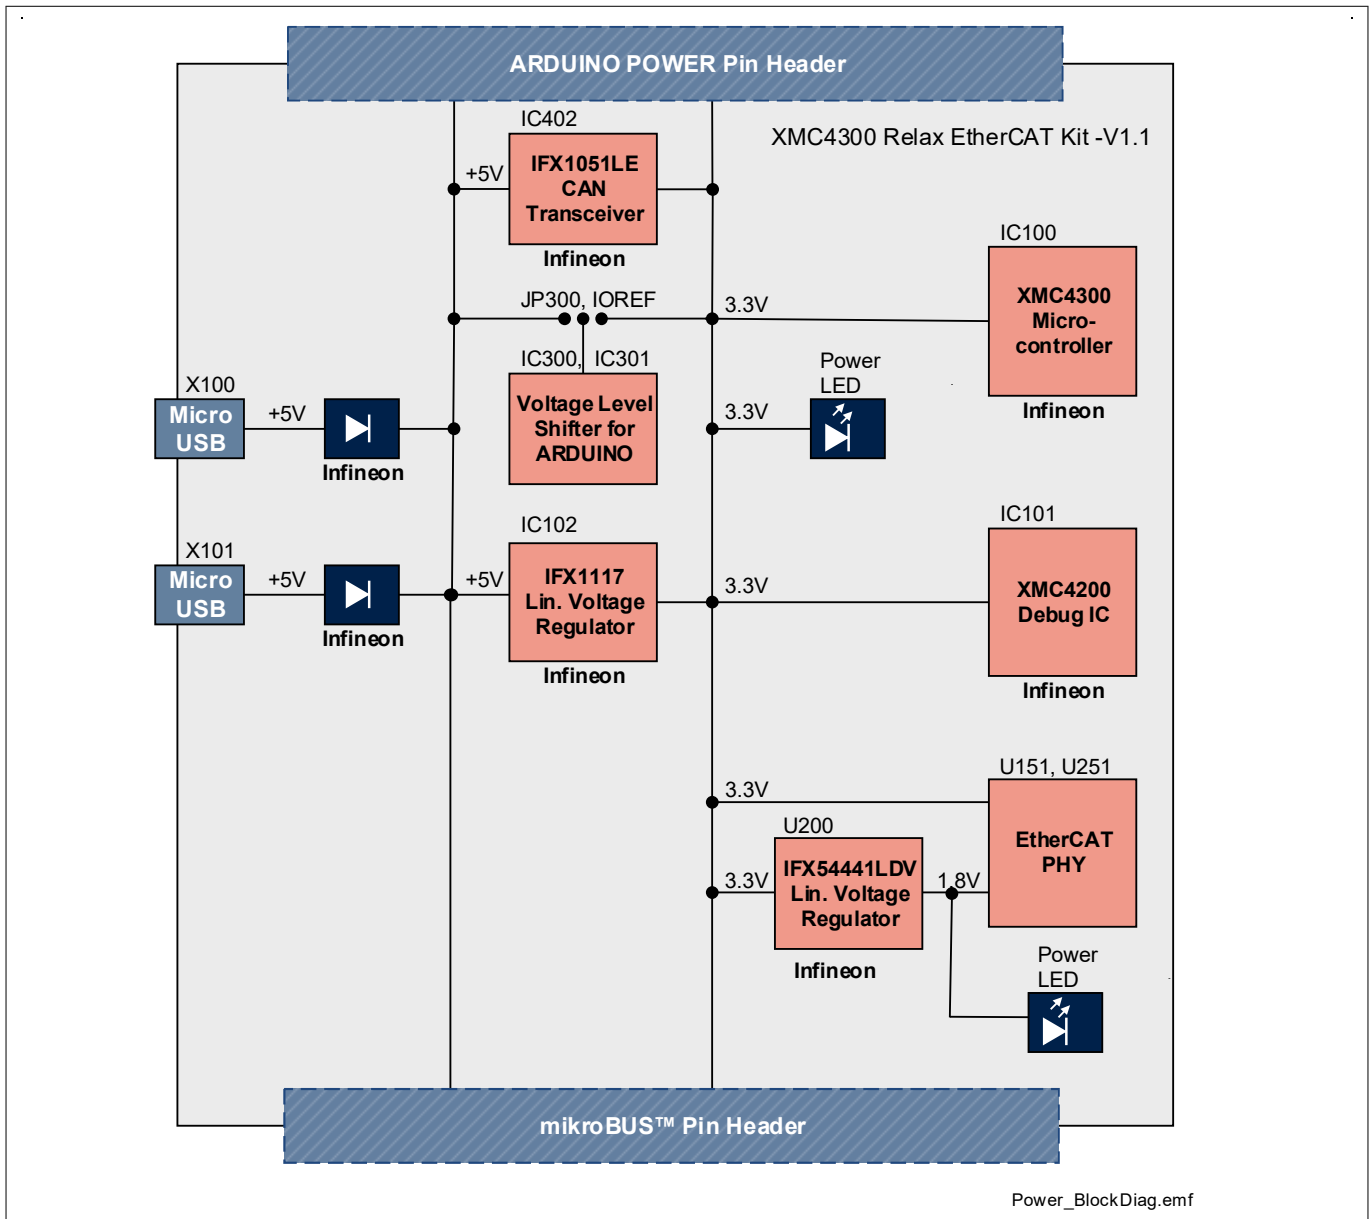 ARDUINO POWER Pin Header
XMC4300 Relax EtherCAT Kit -V1.1
IC402
+5V
IFX1051LE
CAN
Transceiver
Infineon
IC100
XMC4300
Micro-
controller
Infineon
JP300, IOREF
3.3V
IC300, IC301
Voltage Level
Shifter for
ARDUINO
Power
LED
3.3V
X100
Micro
USB
+5V
Infineon
X101
Micro
USB
+5V
Infineon
IC102
+5V
IFX1117
Lin. Voltage
Regulator
Infineon
3.3V
IC101
XMC4200
Debug IC
Infineon
U151, U251
3.3V
EtherCAT
PHY
U200
3.3V
IFX54441LDV
Lin. Voltage
Regulator
Infineon
1.8V
Power
LED
mikroBUS™ Pin Header
Power_BlockDiag.emf